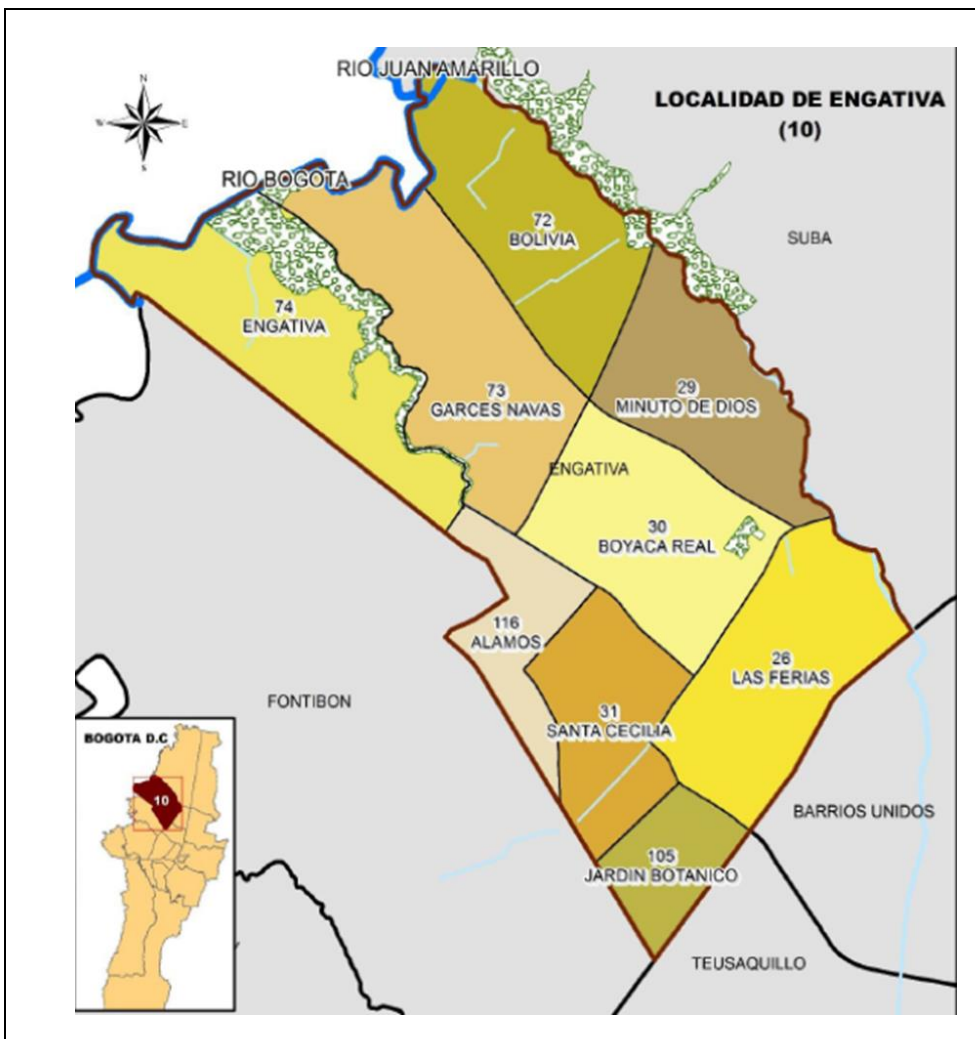 RIO JUAN AMARILLO
LOCALIDAD DE ENGATIVA
(10)
N
W
E
S
RIO BOGOTA
72
BOLIVIA
SUBA
74
ENGATIVA
73
GARCES NAVAS
29
MINUTO DE DIOS
ENGATIVA
30
BOYACA REAL
116
ALAMOS
26
LAS FERIAS
FONTIBON
31
SANTA CECILIA
BOGOTA D.C
10
BARRIOS UNIDOS
105
JARDIN BOTANICO
TEUSAQUILLO